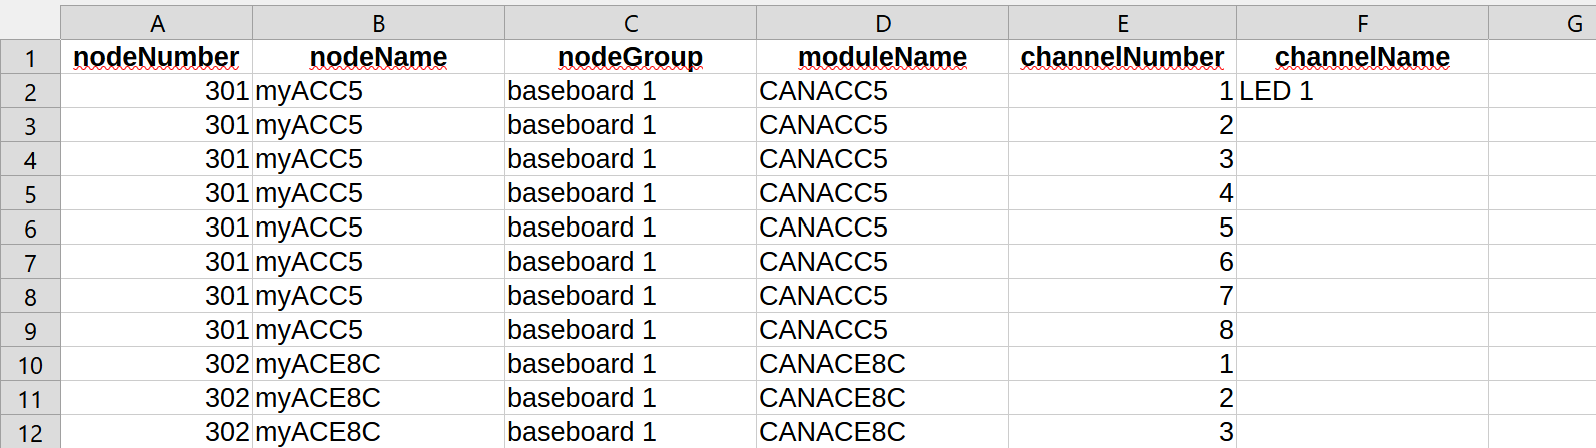 A B C D E F G
1 nodeNumber nodeName nodeGroup moduleName channelNumber channelName
2 301 myACC5 baseboard 1 CANACC5 1 LED 1
3 301 myACC5 baseboard 1 CANACC5 2
4 301 myACC5 baseboard 1 CANACC5 3
5 301 myACC5 baseboard 1 CANACC5 4
6 301 myACC5 baseboard 1 CANACC5 5
7 301 myACC5 baseboard 1 CANACC5 6
8 301 myACC5 baseboard 1 CANACC5 7
9 301 myACC5 baseboard 1 CANACC5 8
10 302 myACE8C baseboard 1 CANACE8C 1
11 302 myACE8C baseboard 1 CANACE8C 2
12 302 myACE8C baseboard 1 CANACE8C 3